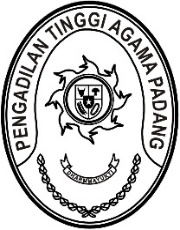 PENGADILAN TINGGI AGAMA PADANG
DHARMMAYUKTI